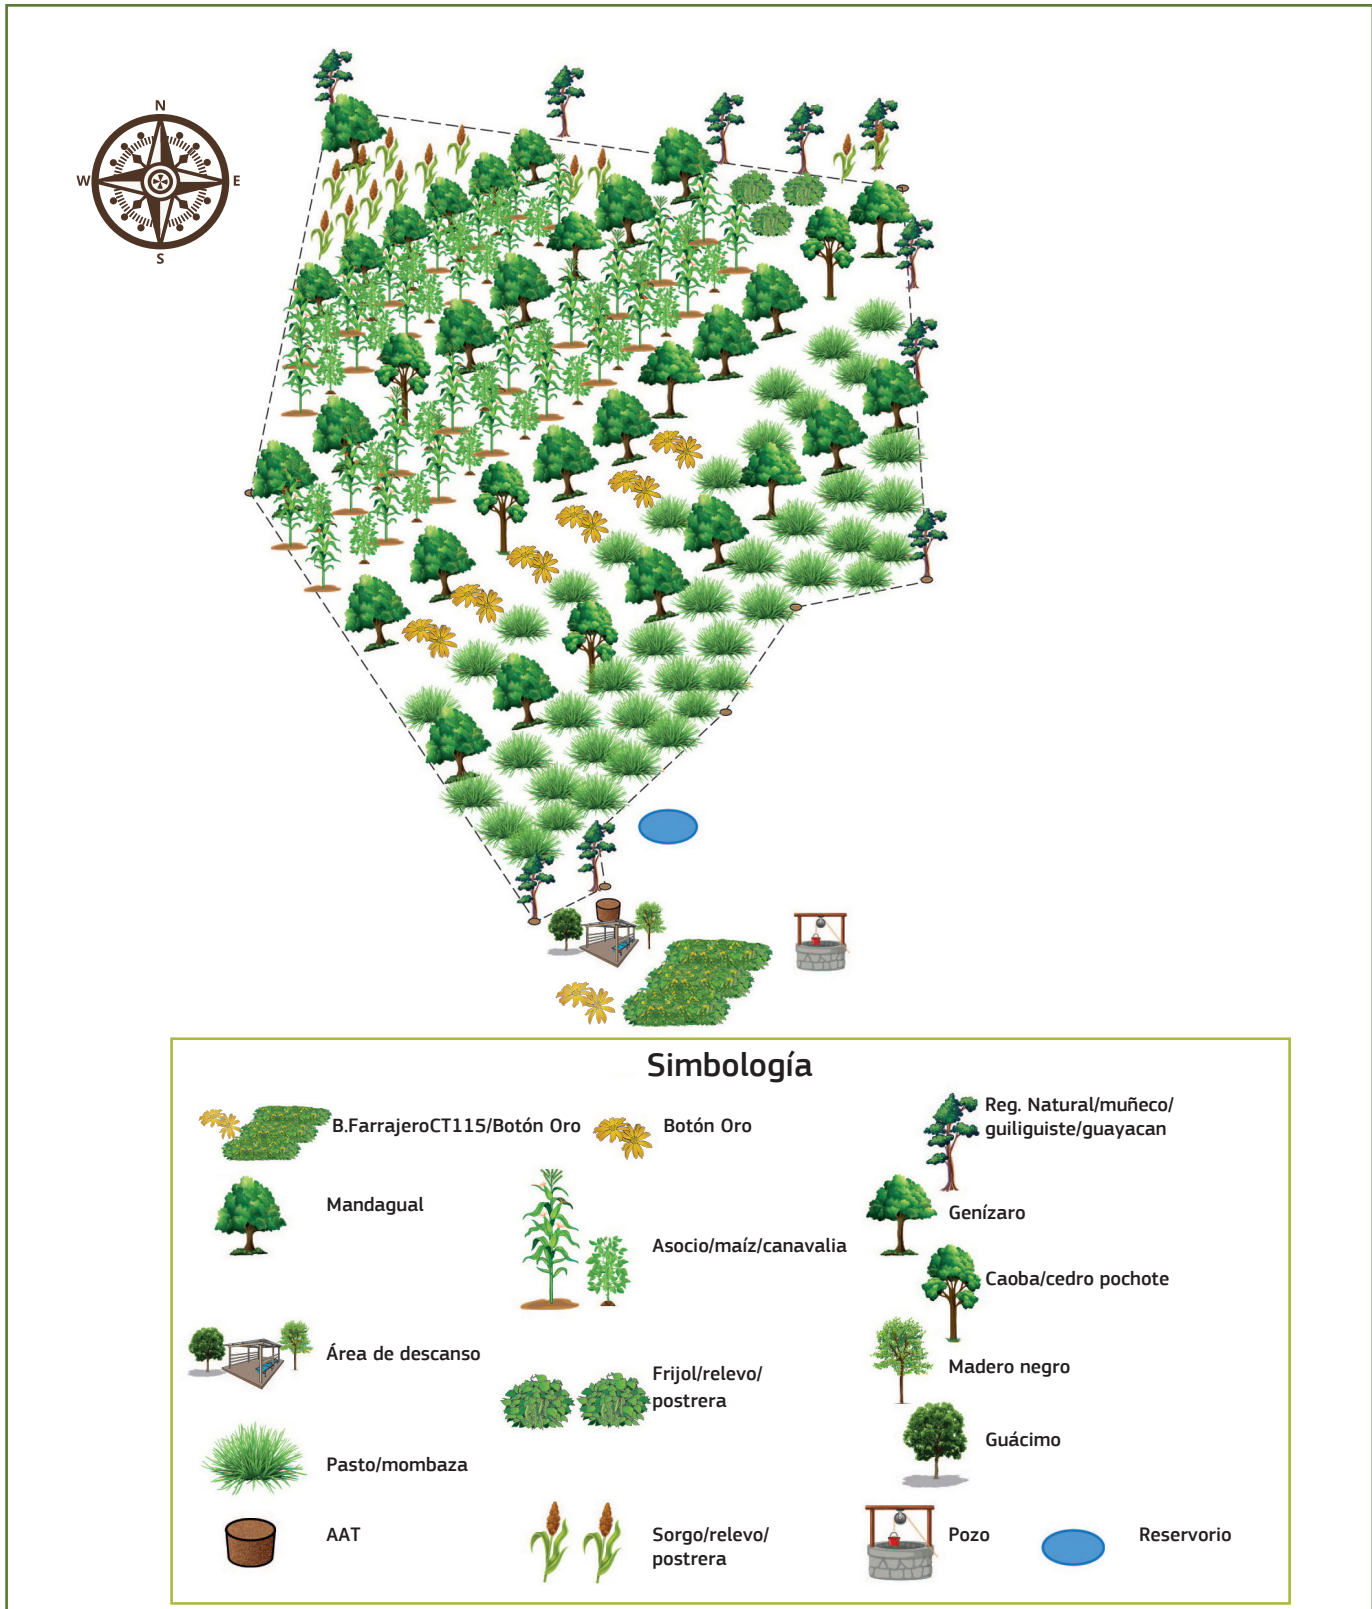 N
W
E
S
Simbología
B.FarrajeroCT115/Botón Oro
Botón Oro
Reg. Natural/muñeco/
guiliguiste/guayacan
Mandagual
Genízaro
Asocio/maíz/canavalia
Caoba/cedro pochote
Área de descanso
Madero negro
Frijol/relevo/
postrera
Guácimo
Pasto/mombaza
AAT
Sorgo/relevo/
postrera
Pozo
Reservorio